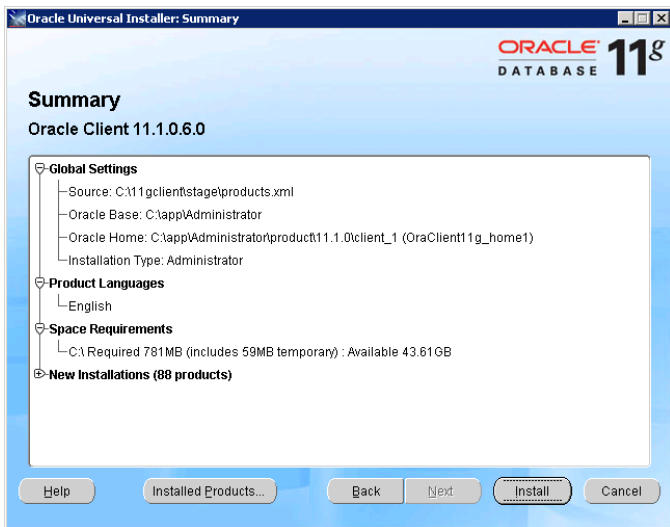 Oracle Universal Installer: Summary
ORACLE
DATABASE 11g
Summary
Oracle Client 11.1.0.6.0
Global Settings
Source: C:\11gclient\stage\products.xml
Oracle Base: C:\app\Administrator
Oracle Home: C:\app\Administrator\product\11.1.0\client_1 (OraClient11g_home1)
Installation Type: Administrator
Product Languages
English
Space Requirements
C:\ Required 781MB (includes 59MB temporary) : Available 43.61GB
New Installations (88 products)
Help Installed Products... Back Next Install Cancel